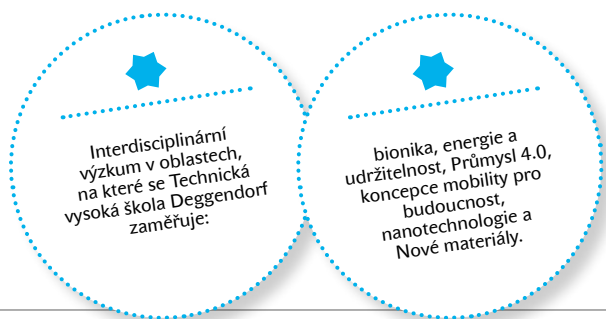 Interdisciplinární
výzkum v oblastech,
na které se Technická
vysoká škola Deggendorf
zaměřuje:
bionika, energie a
udržitelnost, Průmysl 4.0,
koncepce mobility pro
budoucnost,
nanotechnologie a
Nové materiály.